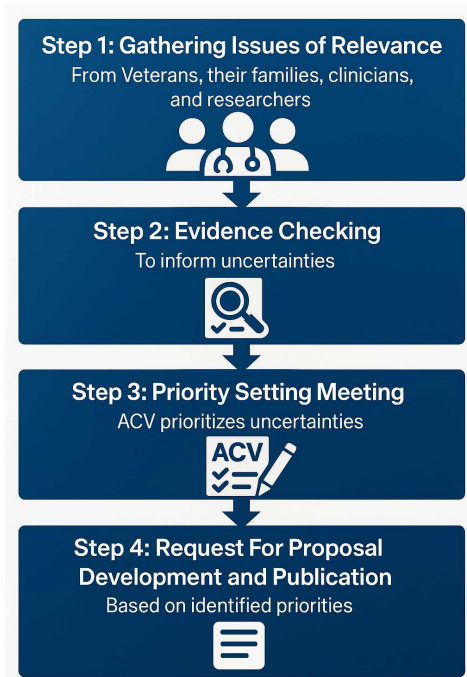 Step 1: Gathering Issues of Relevance
From Veterans, their families, clinicians,
and researchers
Step 2: Evidence Checking
To inform uncertainties
Step 3: Priority Setting Meeting
ACV prioritizes uncertainties
ACV
Step 4: Request For Proposal
Development and Publication
Based on identified priorities